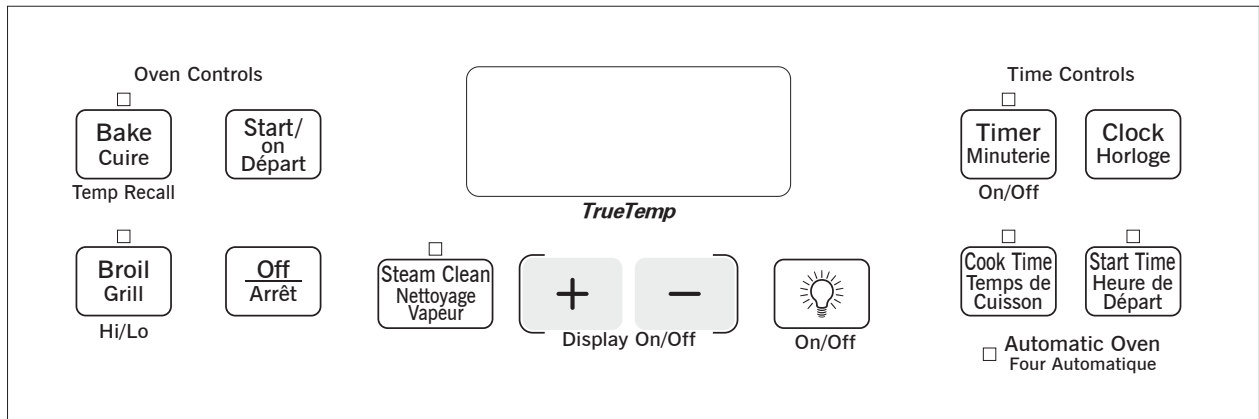 Oven Controls
Bake
Cuire
Temp Recall
Start/
on
Départ
Broil
Grill
Hi/Lo
Off
Arrêt
TrueTemp
Steam Clean
Nettoyage
Vapeur
+
−
Display On/Off
On/Off
Time Controls
Timer
Minuterie
On/Off
Clock
Horloge
Cook Time
Temps de
Cuisson
Start Time
Heure de
Départ
Automatic Oven
Four Automatique